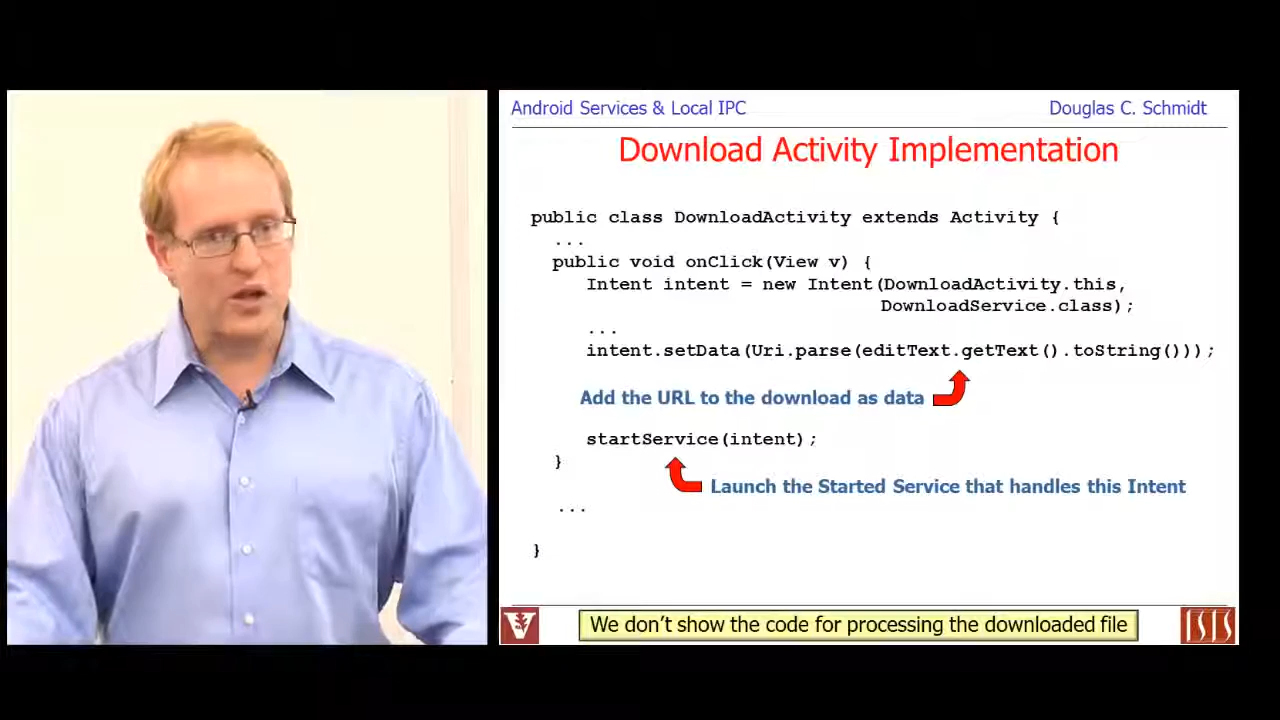 Android Services & Local IPC
Douglas C. Schmidt
Download Activity Implementation
public class DownloadActivity extends Activity {
...
public void onClick(View v) {
Intent intent = new Intent(DownloadActivity.this,
DownloadService.class);
...
intent.setData(Uri.parse(editText.getText().toString()));
Add the URL to the download as data
startService(intent);
}
Launch the Started Service that handles this Intent
...
}
We don't show the code for processing the downloaded file
V
ISIS